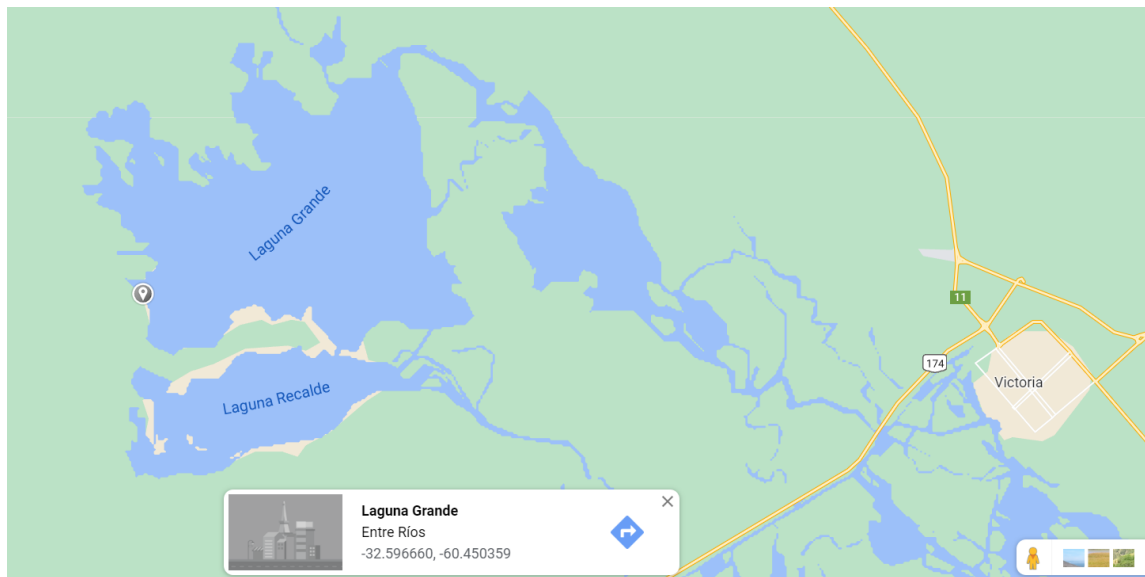 Laguna Grande
11
174
Victoria
Laguna Recalde
Laguna Grande
Entre Ríos
-32.596660, -60.450359